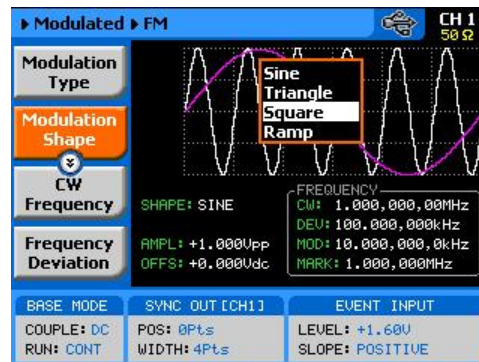 ▸ Modulated ▸ FM
CH 1
50 Ω
Modulation
Type
Modulation
Shape
CW
Frequency
Frequency
Deviation
Sine
Triangle
Square
Ramp
SHAPE: SINE
AMPL: +1.000Vpp
OFFS: +0.000Vdc
FREQUENCY
CW: 1.000,000,00MHz
DEV: 100.000,000kHz
MOD: 10.000,000,0kHz
MARK: 1.000,000MHz
BASE MODE
COUPLE: DC
RUN: CONT
SYNC OUT [CH1]
POS: 0Pts
WIDTH: 4Pts
EVENT INPUT
LEVEL: +1.60V
SLOPE: POSITIVE